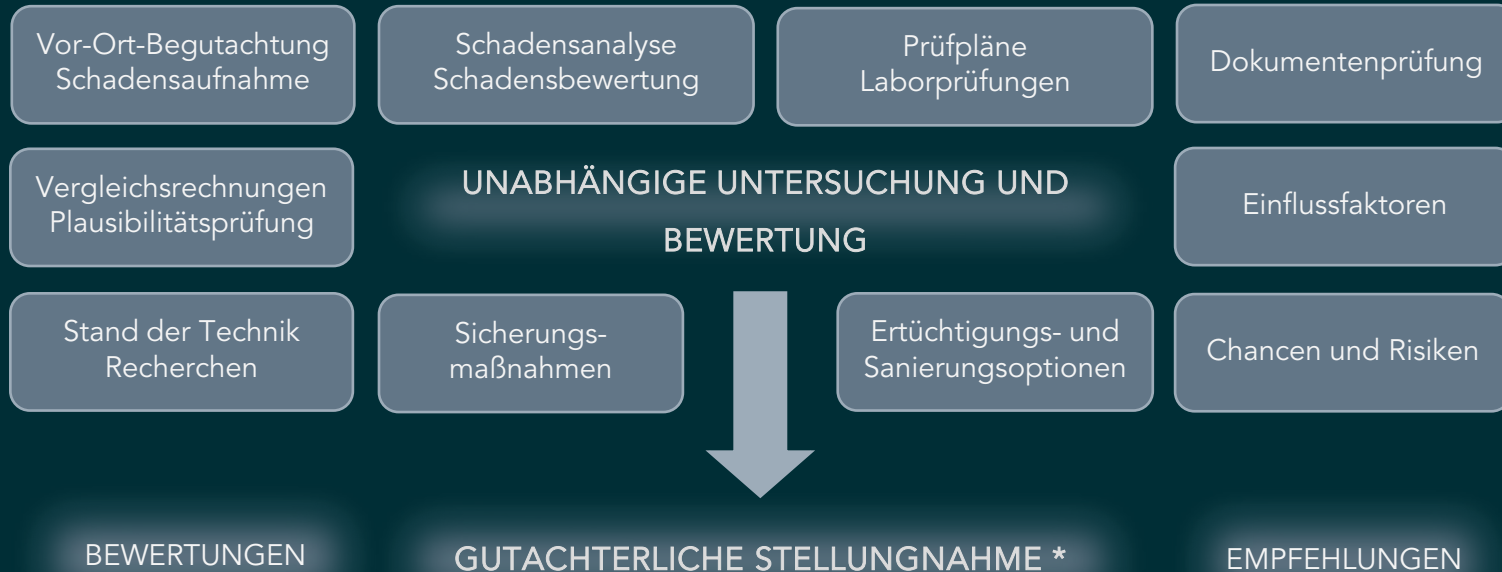 Vor-Ort-Begutachtung
Schadensaufnahme
Schadensanalyse
Schadensbewertung
Prüfpläne
Laborprüfungen
Dokumentenprüfung
Vergleichsrechnungen
Plausibilitätsprüfung
UNABHÄNGIGE UNTERSUCHUNG UND
BEWERTUNG
Einflussfaktoren
Stand der Technik
Recherchen
Sicherungs-
maßnahmen
Ertüchtigungs- und
Sanierungsoptionen
Chancen und Risiken
BEWERTUNGEN
GUTACHTERLICHE STELLUNGNAHME *
EMPFEHLUNGEN